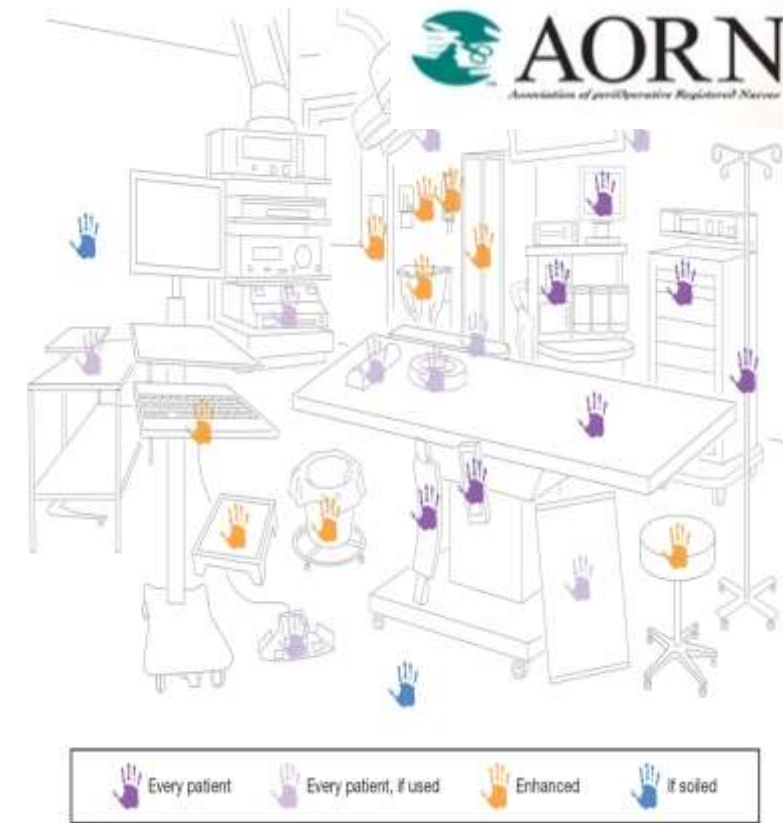 AORN
Association of periOperative Registered Nurses
Every patient
Every patient, if used
Enhanced
If soiled